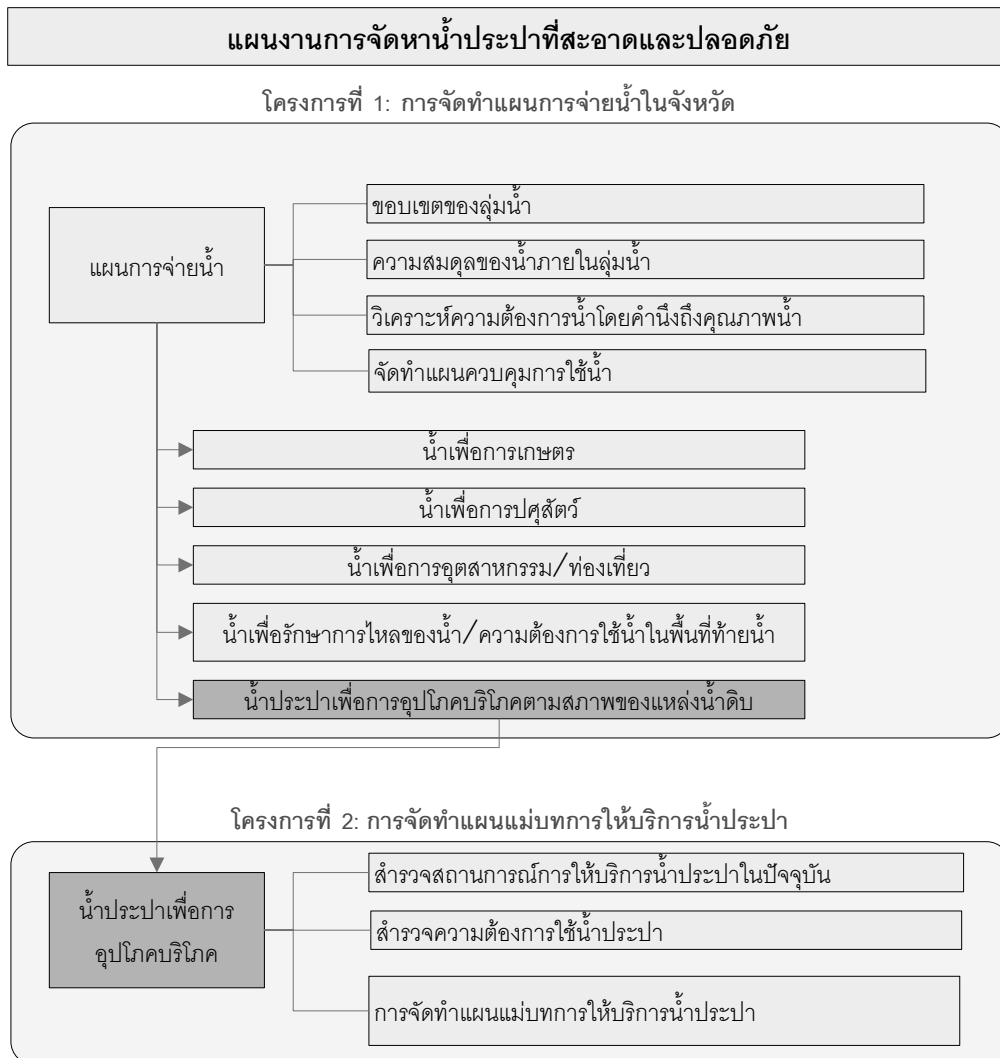 แผนงานการจัดหาน้ำประปาที่สะอาดและปลอดภัย
โครงการที่ 1: การจัดทำแผนการจ่ายน้ำในจังหวัด
แผนการจ่ายน้ำ
ขอบเขตของลุ่มน้ำ
ความสมดุลของน้ำภายในลุ่มน้ำ
วิเคราะห์ความต้องการน้ำโดยคำนึงถึงคุณภาพน้ำ
จัดทำแผนควบคุมการใช้น้ำ
น้ำเพื่อการเกษตร
น้ำเพื่อการปศุสัตว์
น้ำเพื่อการอุตสาหกรรม/ท่องเที่ยว
น้ำเพื่อรักษาการไหลของน้ำ/ความต้องการใช้น้ำในพื้นที่ท้ายน้ำ
น้ำประปาเพื่อการอุปโภคบริโภคตามสภาพของแหล่งน้ำดิบ
โครงการที่ 2: การจัดทำแผนแม่บทการให้บริการน้ำประปา
น้ำประปาเพื่อการ
อุปโภคบริโภค
สำรวจสถานการณ์การให้บริการน้ำประปาในปัจจุบัน
สำรวจความต้องการใช้น้ำประปา
การจัดทำแผนแม่บทการให้บริการน้ำประปา